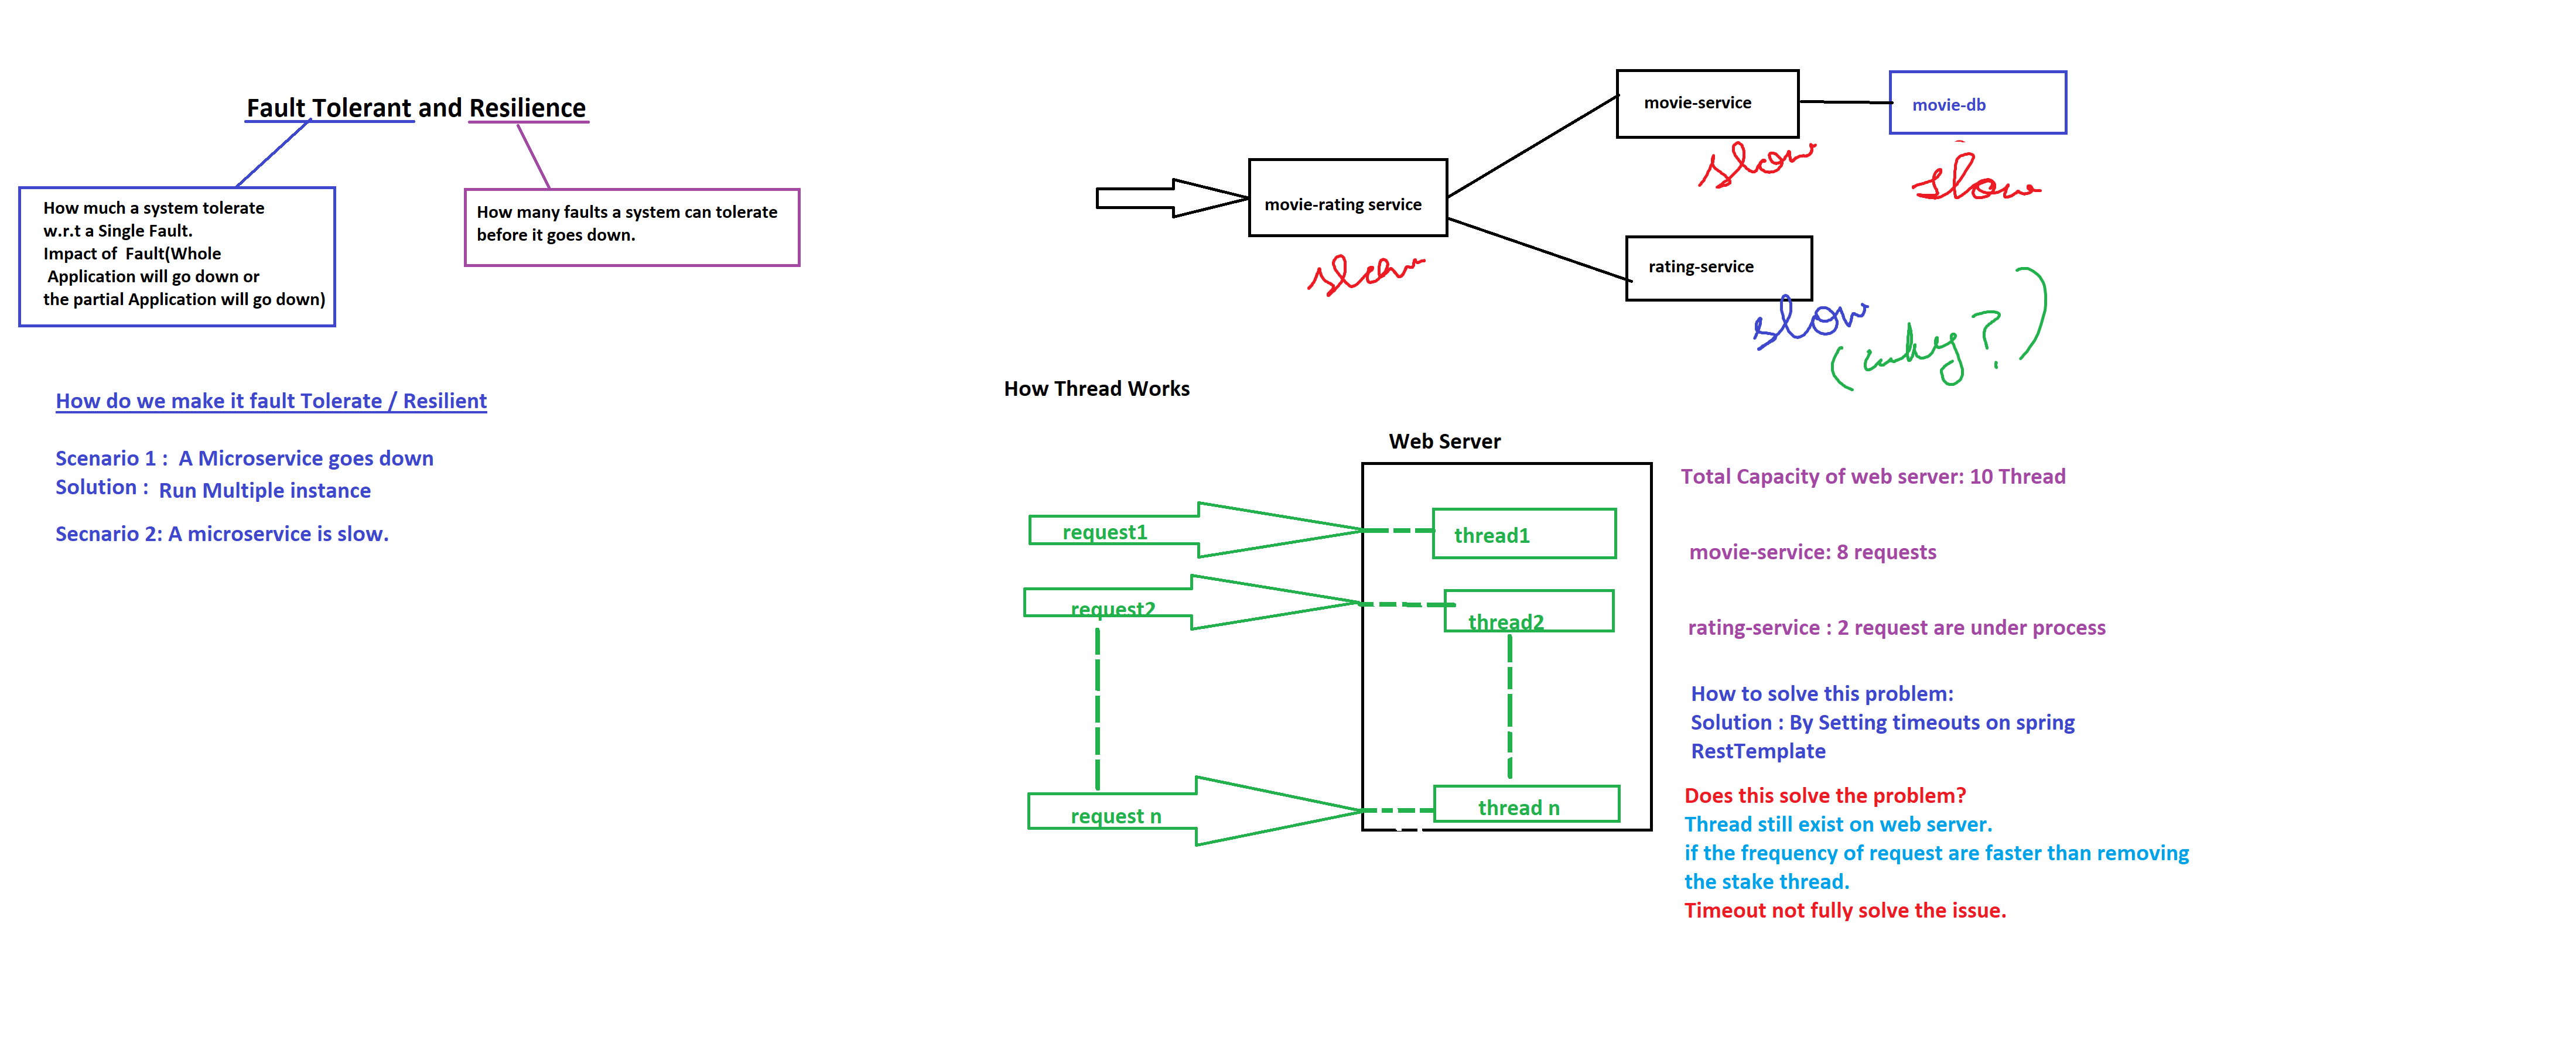 Fault Tolerant and Resilience
How much a system tolerate
w.r.t a Single Fault.
Impact of  Fault(Whole
Application will go down or
the partial Application will go down)
How many faults a system can tolerate
before it goes down.
How do we make it fault Tolerate / Resilient
Scenario 1 :  A Microservice goes down
Solution :  Run Multiple instance
Secnario 2: A microservice is slow.
movie-rating service
slow
movie-service
slow
movie-db
slow
rating-service
slow
(why?)
How Thread Works
Web Server
request1
thread1
request2
thread2
request n
thread n
Total Capacity of web server: 10 Thread
movie-service: 8 requests
rating-service : 2 request are under process
How to solve this problem:
Solution : By Setting timeouts on spring
RestTemplate
Does this solve the problem?
Thread still exist on web server.
if the frequency of request are faster than removing
the stake thread.
Timeout not fully solve the issue.